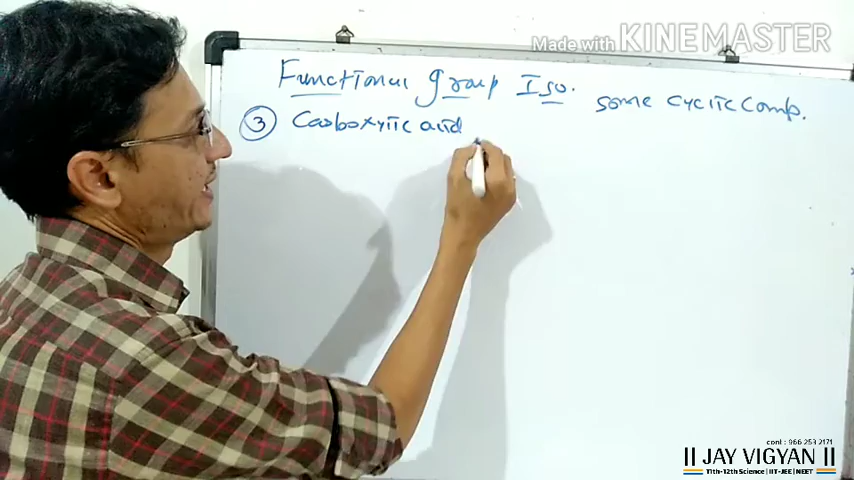 Made with KINEMASTER
Functional group Iso.
some cyclic comp.
3 Carboxylic acid
conl : 966 253 2171
|| JAY VIGYAN ||
11th-12th Science | IIT-JEE | NEET